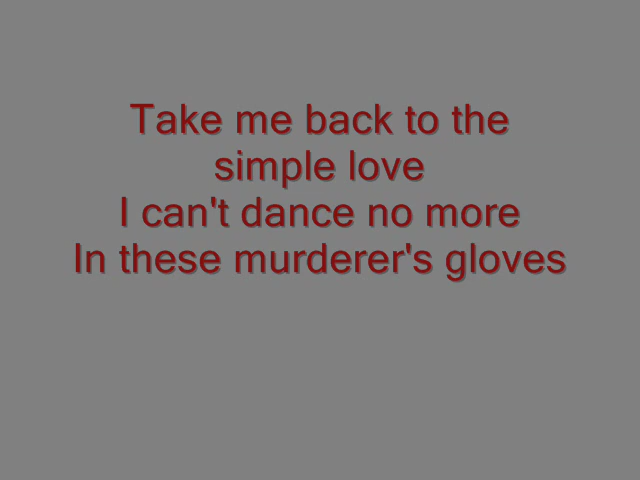 Take me back to the
simple love
I can't dance no more
In these murderer's gloves